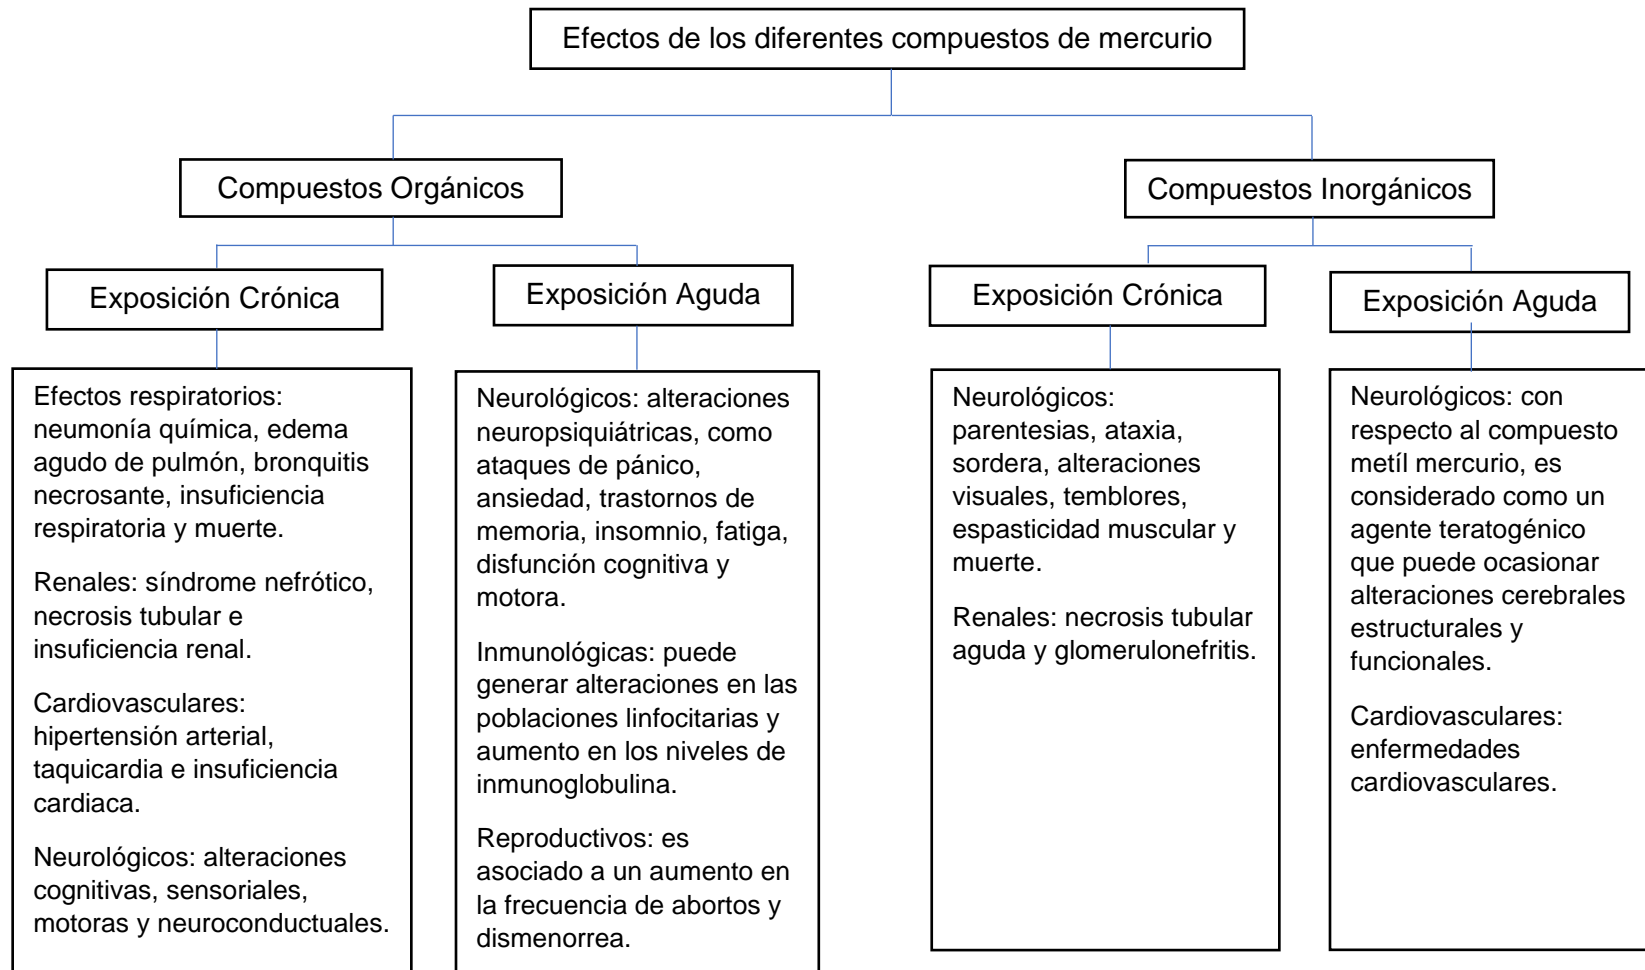 Efectos de los diferentes compuestos de mercurio
Compuestos Orgánicos
Compuestos Inorgánicos
Exposición Crónica
Exposición Aguda
Exposición Crónica
Exposición Aguda
Efectos respiratorios:
neumonía química, edema
agudo de pulmón, bronquitis
necrosante, insuficiencia
respiratoria y muerte.
Renales: síndrome nefrótico,
necrosis tubular e
insuficiencia renal.
Cardiovasculares:
hipertensión arterial,
taquicardia e insuficiencia
cardiaca.
Neurológicos: alteraciones
cognitivas, sensoriales,
motoras y neuroconductuales.
Neurológicos: alteraciones
neuropsiquiátricas, como
ataques de pánico,
ansiedad, trastornos de
memoria, insomnio, fatiga,
disfunción cognitiva y
motora.
Inmunológicas: puede
generar alteraciones en las
poblaciones linfocitarias y
aumento en los niveles de
inmunoglobulina.
Reproductivos: es
asociado a un aumento en
la frecuencia de abortos y
dismenorrea.
Neurológicos:
parentesias, ataxia,
sordera, alteraciones
visuales, temblores,
espasticidad muscular y
muerte.
Renales: necrosis tubular
aguda y glomerulonefritis.
Neurológicos: con
respecto al compuesto
metíl mercurio, es
considerado como un
agente teratogénico
que puede ocasionar
alteraciones cerebrales
estructurales y
funcionales.
Cardiovasculares:
enfermedades
cardiovasculares.